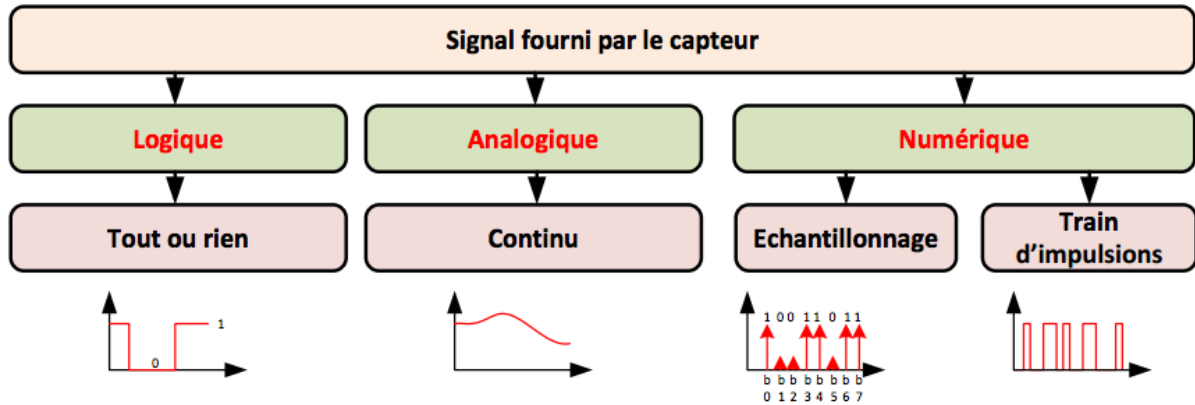 Signal fourni par le capteur
Logique
Analogique
Numérique
Tout ou rien
Continu
Echantillonnage
Train
d'impulsions
1
0
1 0 0 1 1 0 1 1
b b b b b b b b
0 1 2 3 4 5 6 7